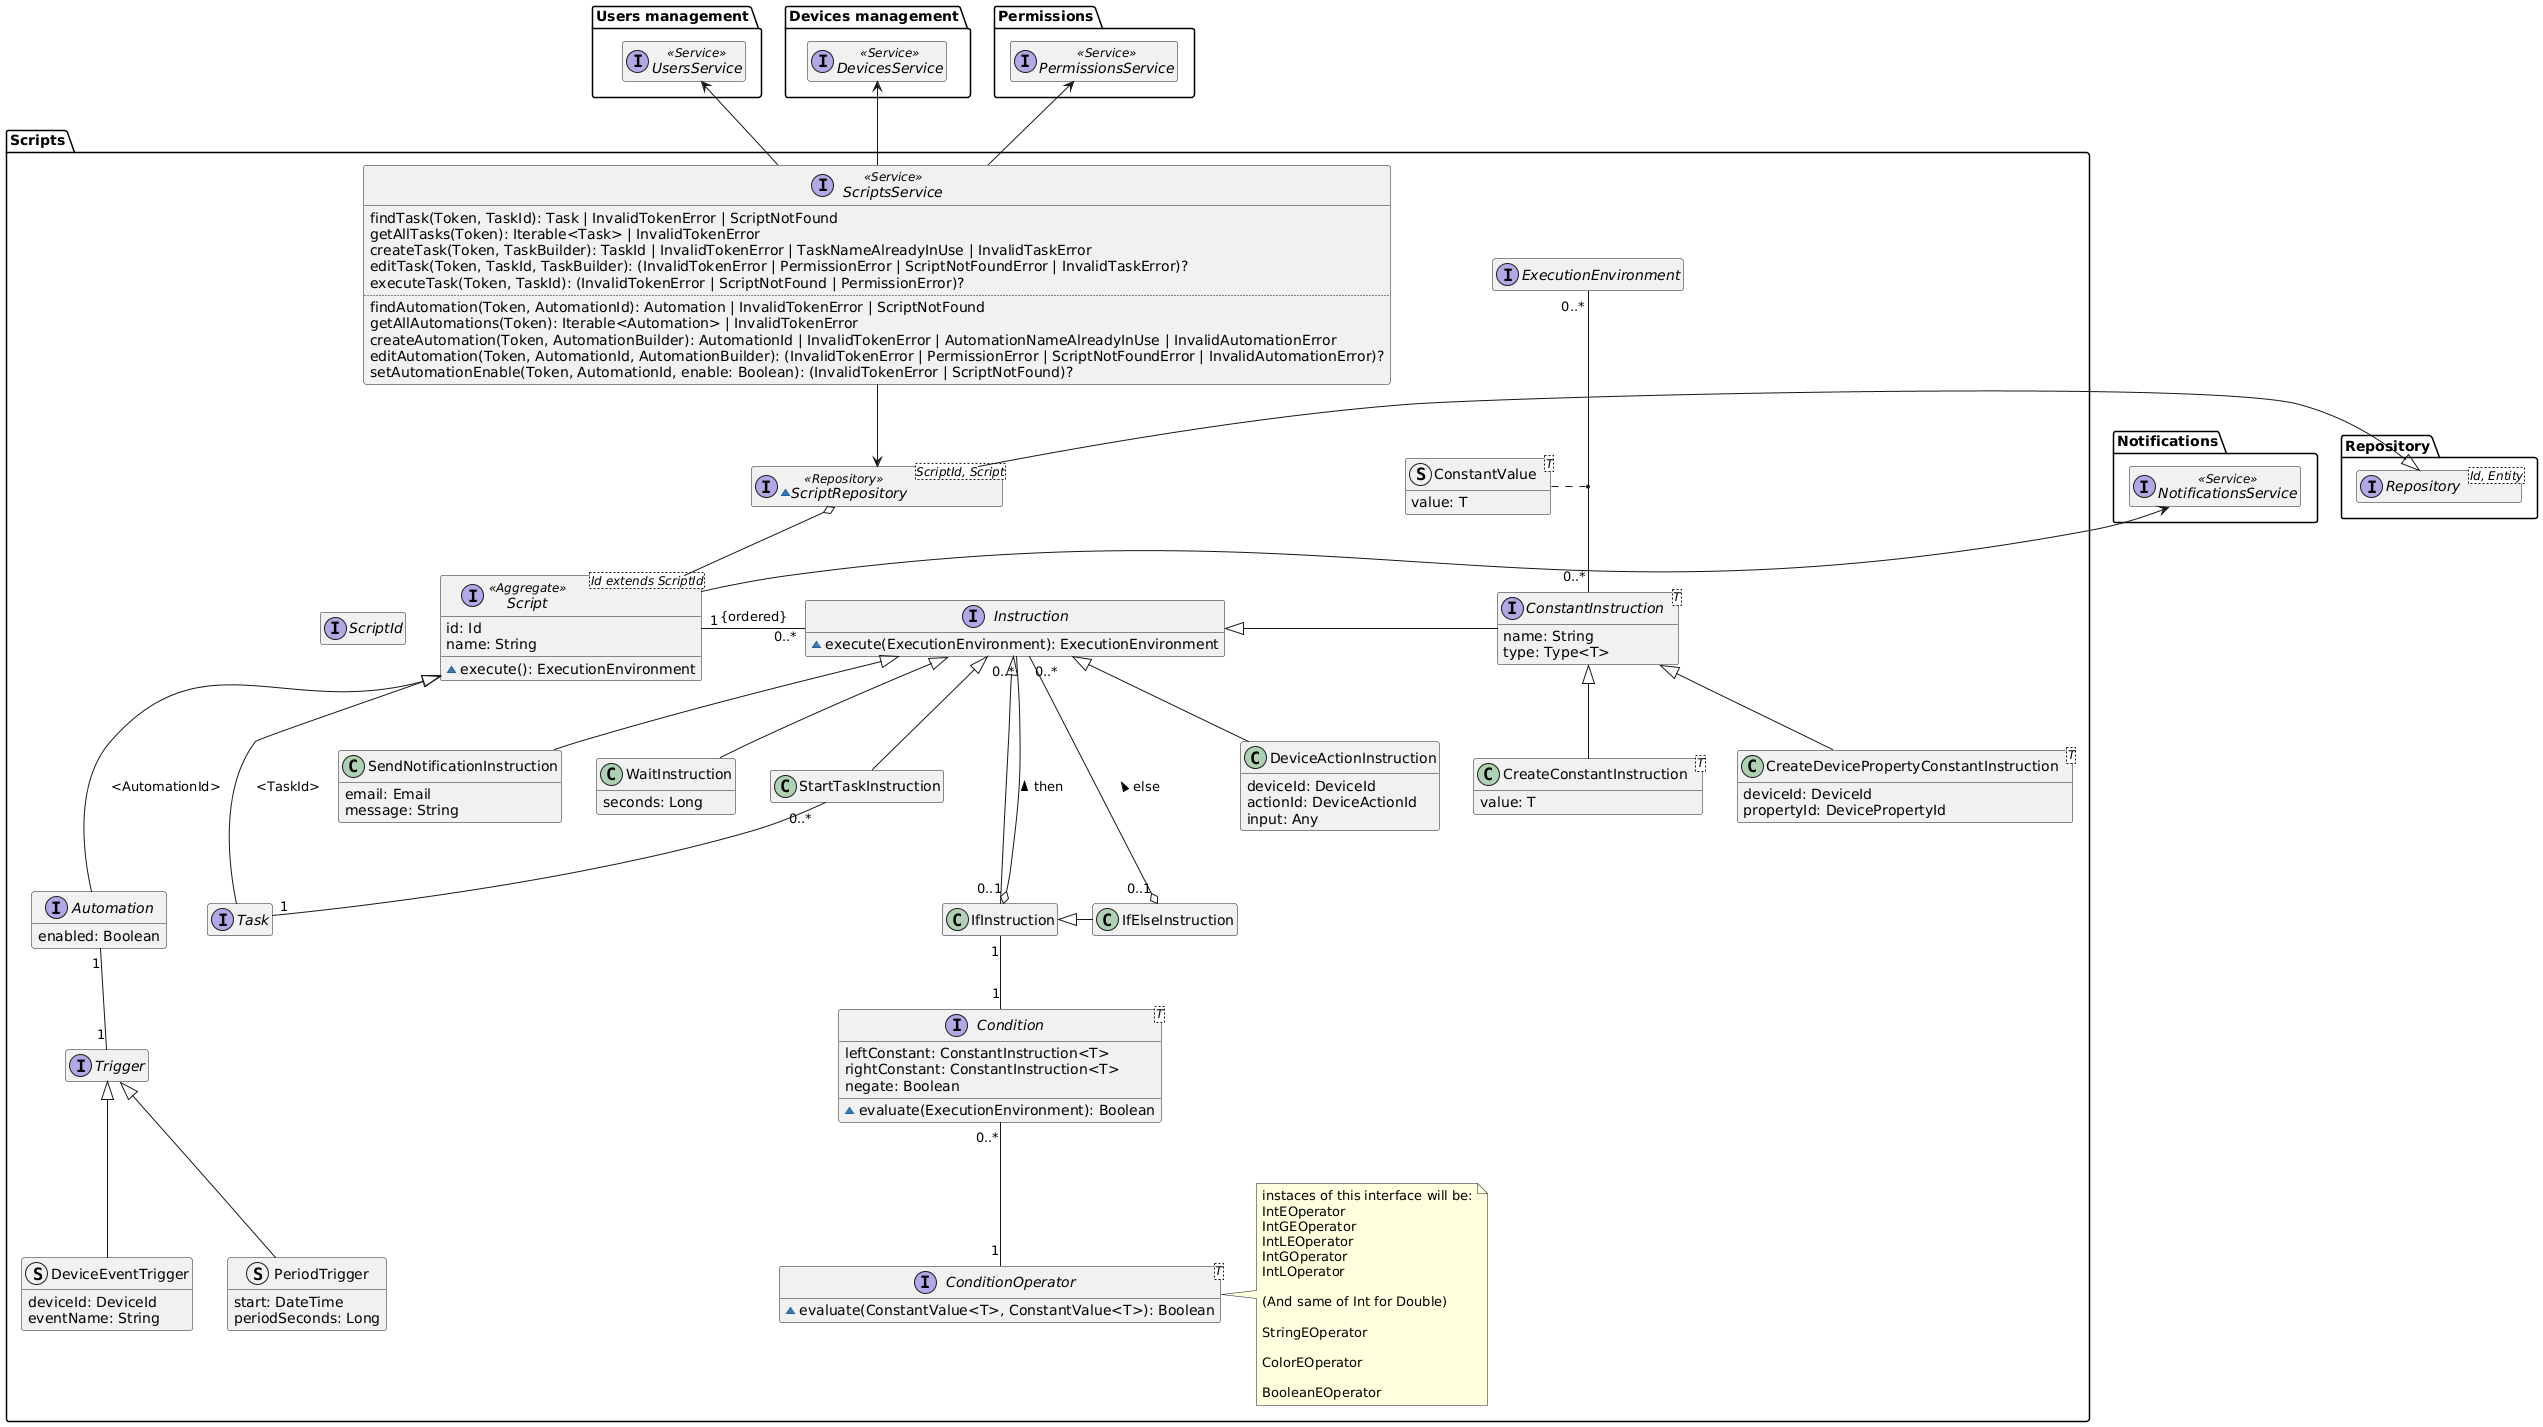 Users management
«Service»
UsersService
Devices management
«Service»
DevicesService
Permissions
«Service»
PermissionsService
Scripts
«Service»
ScriptsService
findTask(Token, TaskId): Task | InvalidTokenError | ScriptNotFound
getAllTasks(Token): Iterable<Task> | InvalidTokenError
createTask(Token, TaskBuilder): TaskId | InvalidTokenError | TaskNameAlreadyInUse | InvalidTaskError
editTask(Token, TaskId, TaskBuilder): (InvalidTokenError | PermissionError | ScriptNotFoundError | InvalidTaskError)?
executeTask(Token, TaskId): (InvalidTokenError | ScriptNotFound | PermissionError)?
findAutomation(Token, AutomationId): Automation | InvalidTokenError | ScriptNotFound
getAllAutomations(Token): Iterable<Automation> | InvalidTokenError
createAutomation(Token, AutomationBuilder): AutomationId | InvalidTokenError | AutomationNameAlreadyInUse | InvalidAutomationError
editAutomation(Token, AutomationId, AutomationBuilder): (InvalidTokenError | PermissionError | ScriptNotFoundError | InvalidAutomationError)?
setAutomationEnable(Token, AutomationId, enable: Boolean): (InvalidTokenError | ScriptNotFound)?
I ExecutionEnvironment
0..*
0..*
S ConstantValue
T
value: T
Notifications
«Service»
NotificationsService
Repository
I Repository
Id, Entity
«Repository»
ScriptRepository
ScriptId, Script
I ScriptId
«Aggregate»
Script
Id extends ScriptId
id: Id
name: String
execute(): ExecutionEnvironment
1
{ordered}
0..*
I Instruction
execute(ExecutionEnvironment): ExecutionEnvironment
I ConstantInstruction
T
name: String
type: Type<T>
0..*
0..*
<AutomationId>
<TaskId>
C SendNotificationInstruction
email: Email
message: String
C WaitInstruction
seconds: Long
C StartTaskInstruction
0..*
then
else
C DeviceActionInstruction
deviceId: DeviceId
actionId: DeviceActionId
input: Any
C CreateConstantInstruction
T
value: T
C CreateDevicePropertyConstantInstruction
T
deviceId: DeviceId
propertyId: DevicePropertyId
I Automation
enabled: Boolean
1
I Task
1
0..1
0..1
C IfInstruction
C IfElseInstruction
1
1
1
I Trigger
I Condition
T
leftConstant: ConstantInstruction<T>
rightConstant: ConstantInstruction<T>
negate: Boolean
evaluate(ExecutionEnvironment): Boolean
0..*
1
S DeviceEventTrigger
deviceId: DeviceId
eventName: String
S PeriodTrigger
start: DateTime
periodSeconds: Long
I ConditionOperator
T
evaluate(ConstantValue<T>, ConstantValue<T>): Boolean
instaces of this interface will be:
IntEOperator
IntGEOperator
IntLEOperator
IntGOperator
IntLOperator
(And same of Int for Double)
StringEOperator
ColorEOperator
BooleanEOperator